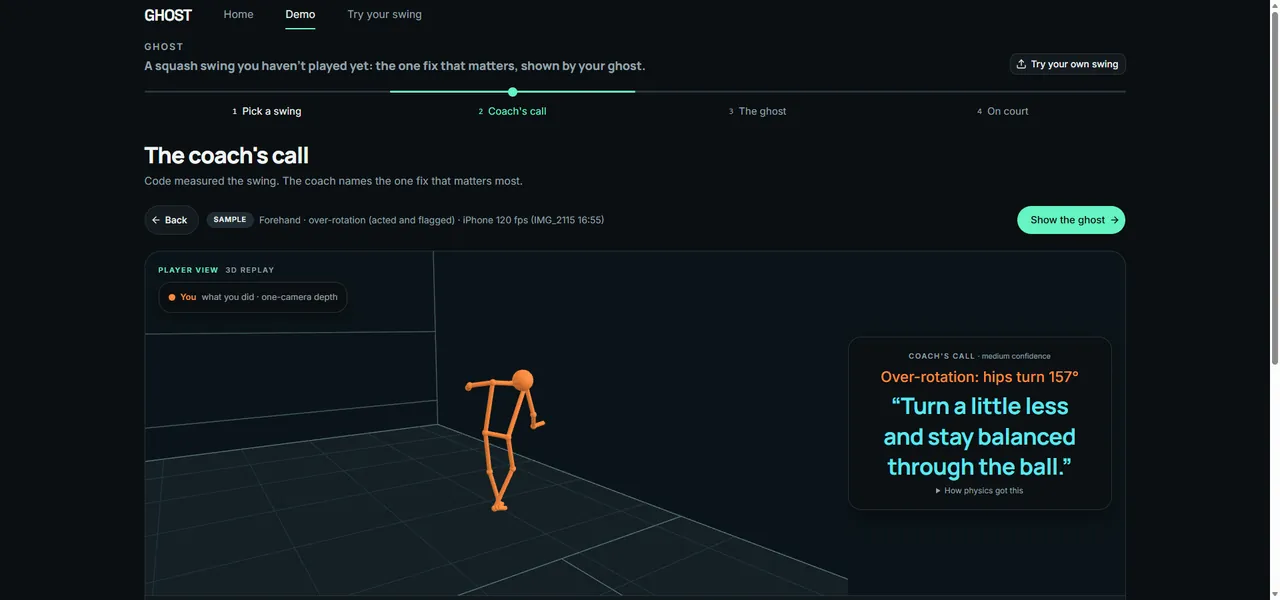 GHOST
Home
Demo
Try your swing
GHOST
A squash swing you haven't played yet: the one fix that matters, shown by your ghost.
Try your own swing
1 Pick a swing
2 Coach's call
3 The ghost
4 On court
The coach's call
Code measured the swing. The coach names the one fix that matters most.
← Back
SAMPLE
Forehand · over-rotation (acted and flagged) · iPhone 120 fps (IMG_2115 16:55)
Show the ghost →
PLAYER VIEW 3D REPLAY
You what you did · one-camera depth
COACH'S CALL · medium confidence
Over-rotation: hips turn 157°
“Turn a little less
and stay balanced
through the ball.”
How physics got this